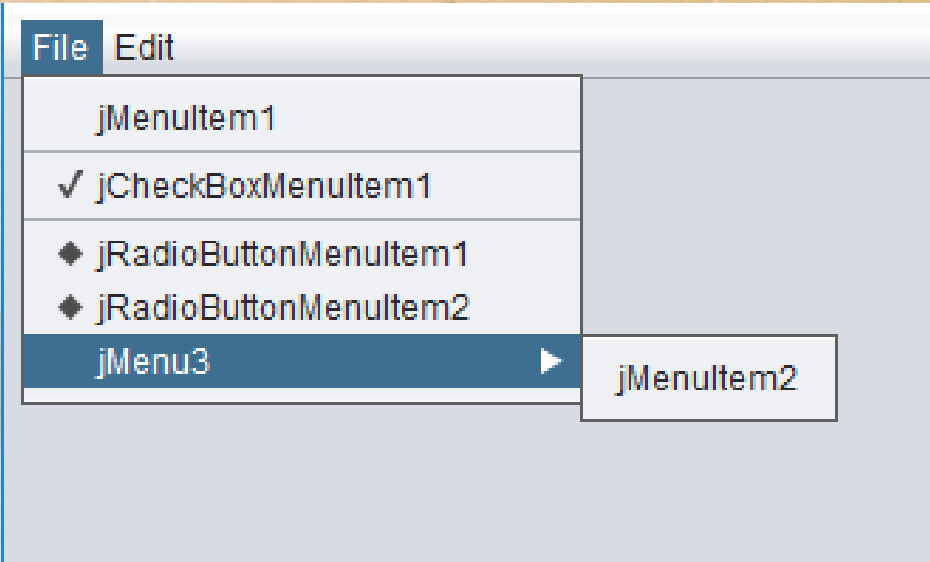 File Edit
jMenuItem1
jCheckBoxMenuItem1
jRadioButtonMenuItem1
jRadioButtonMenuItem2
jMenu3
jMenuItem2